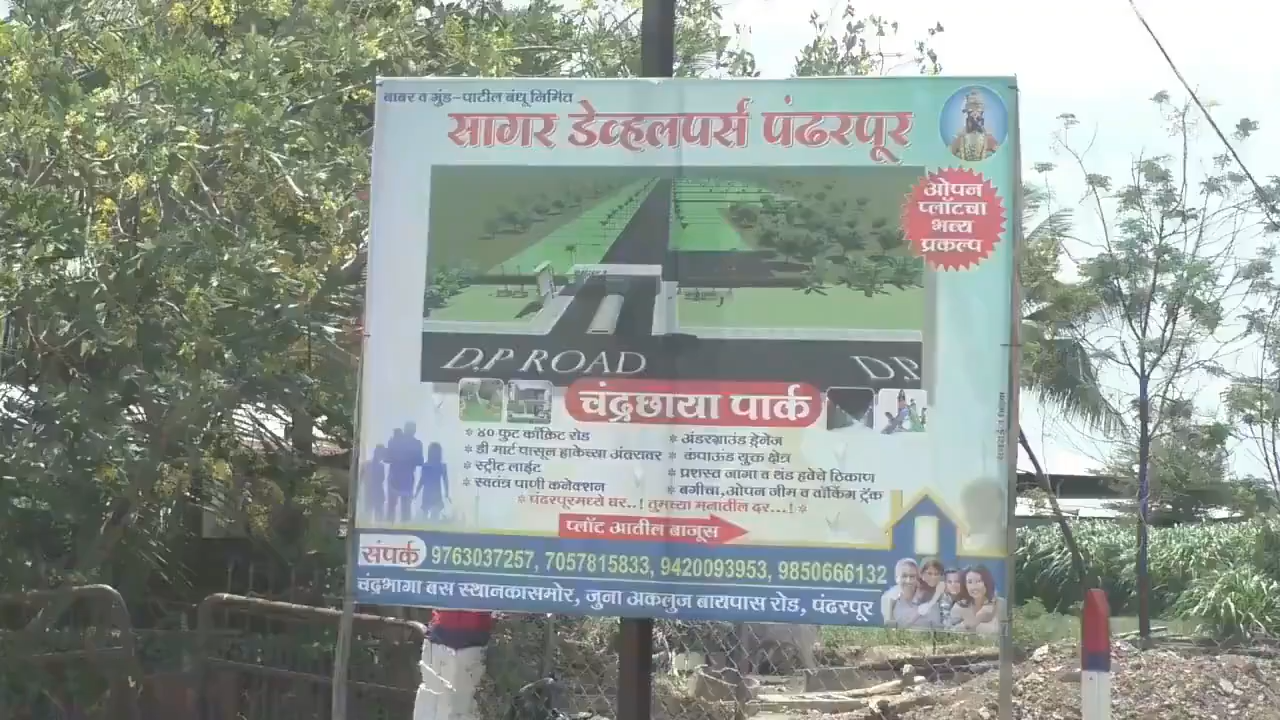 बाबर व गुंड-पाटील बंधू निर्मित
सागर डेव्हलपर्स पंढरपूर
ओपन
प्लॉटचा
भव्य
प्रकल्प
D.P ROAD
D.P
चंद्रछाया पार्क
* ४० फुट काँक्रिट रोड
* डी मार्ट पासून हाकेच्या अंतरावर
* स्ट्रीट लाईट
* स्वतंत्र पाणी कनेक्शन
* अंडरग्राउंड ड्रेनेज
* कंपाऊंड युक्त क्षेत्र
* प्रशस्त जागा व थंड हवेचे ठिकाण
* बगीचा,ओपन जीम व वॉकिंग ट्रॅक
* पंढरपूरमध्ये घर..! तुमच्या मनातील दर...! *
प्लॉट आतील बाजूस
संपर्क 9763037257, 7057815833, 9420093953, 9850666132
चंद्रभागा बस स्थानकासमोर, जुना अकलुज बायपास रोड, पंढरपूर